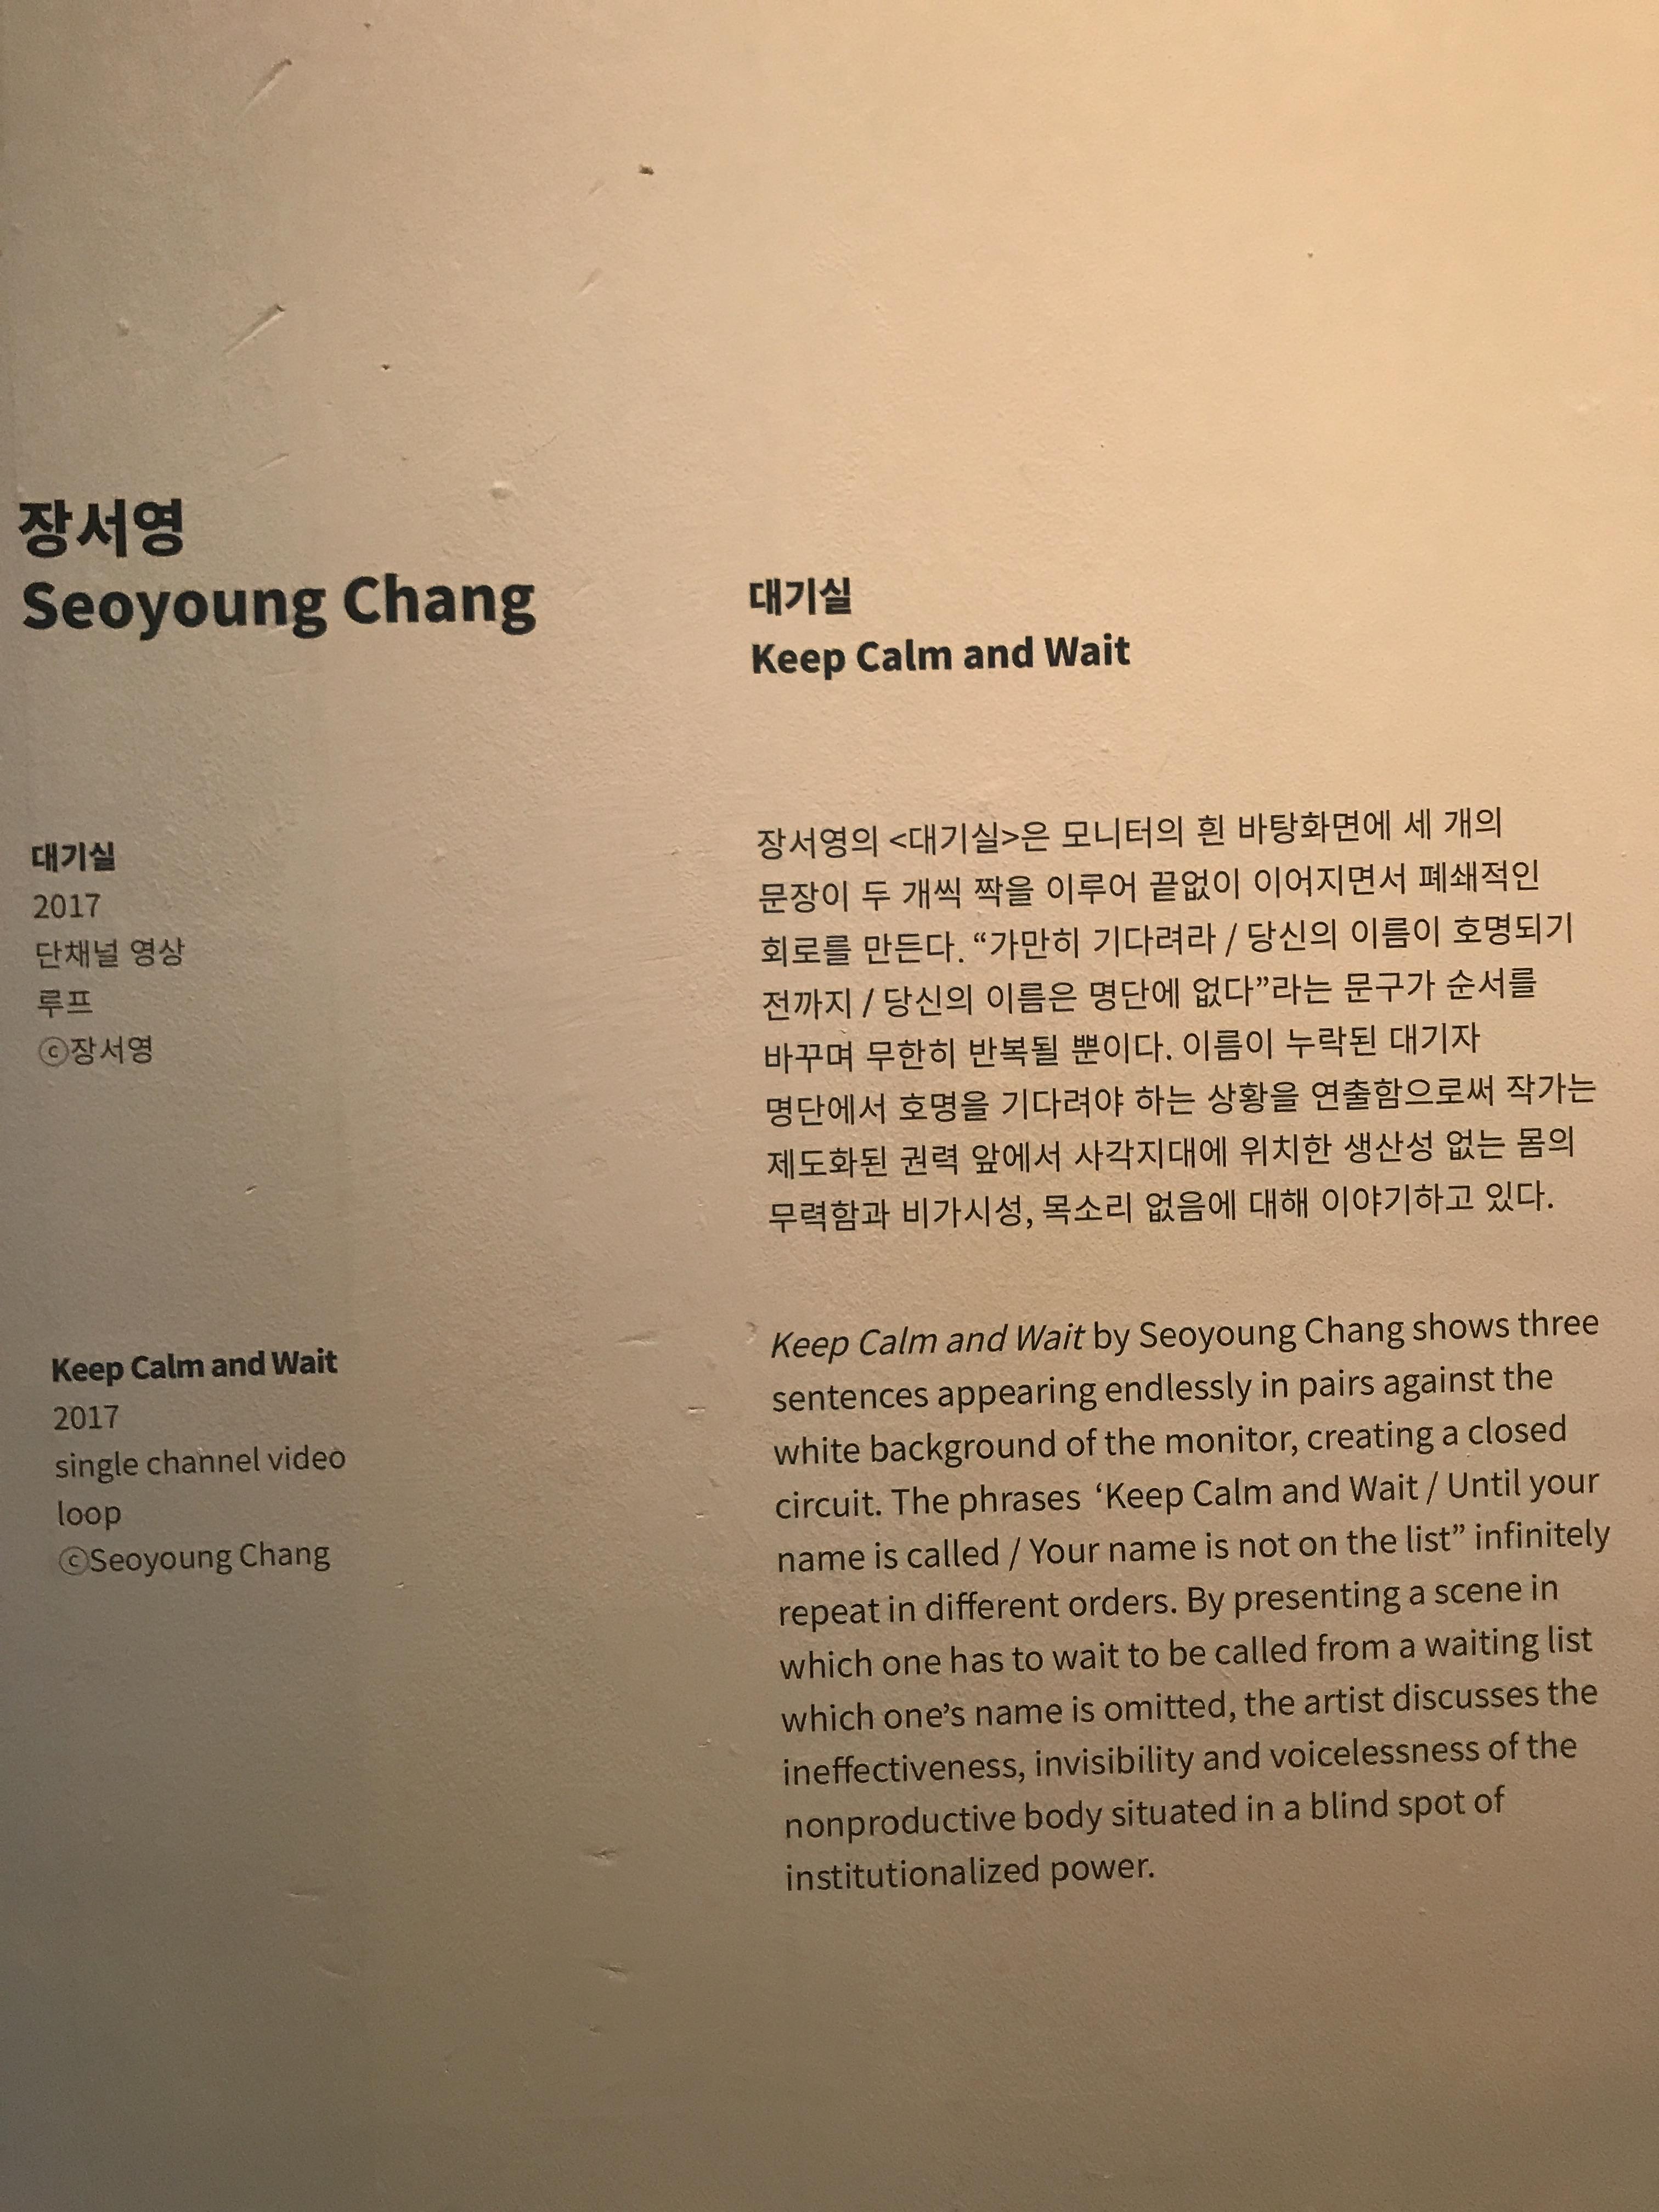 장서영
Seoyoung Chang
대기실
2017
단채널 영상
루프
ⓒ장서영
Keep Calm and Wait
2017
single channel video
loop
ⓒSeoyoung Chang
대기실
Keep Calm and Wait
장서영의 <대기실>은 모니터의 흰 바탕화면에 세 개의
문장이 두 개씩 짝을 이루어 끝없이 이어지면서 폐쇄적인
회로를 만든다. “가만히 기다려라 / 당신의 이름이 호명되기
전까지 / 당신의 이름은 명단에 없다”라는 문구가 순서를
바꾸며 무한히 반복될 뿐이다. 이름이 누락된 대기자
명단에서 호명을 기다려야 하는 상황을 연출함으로써 작가는
제도화된 권력 앞에서 사각지대에 위치한 생산성 없는 몸의
무력함과 비가시성, 목소리 없음에 대해 이야기하고 있다.
Keep Calm and Wait by Seoyoung Chang shows three
sentences appearing endlessly in pairs against the
white background of the monitor, creating a closed
circuit. The phrases ‘Keep Calm and Wait / Until your
name is called / Your name is not on the list” infinitely
repeat in different orders. By presenting a scene in
which one has to wait to be called from a waiting list
which one’s name is omitted, the artist discusses the
ineffectiveness, invisibility and voicelessness of the
nonproductive body situated in a blind spot of
institutionalized power.